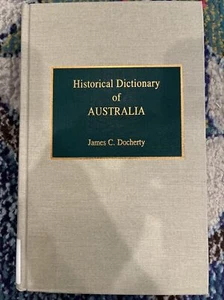 Historical Dictionary
of
AUSTRALIA
James C. Docherty